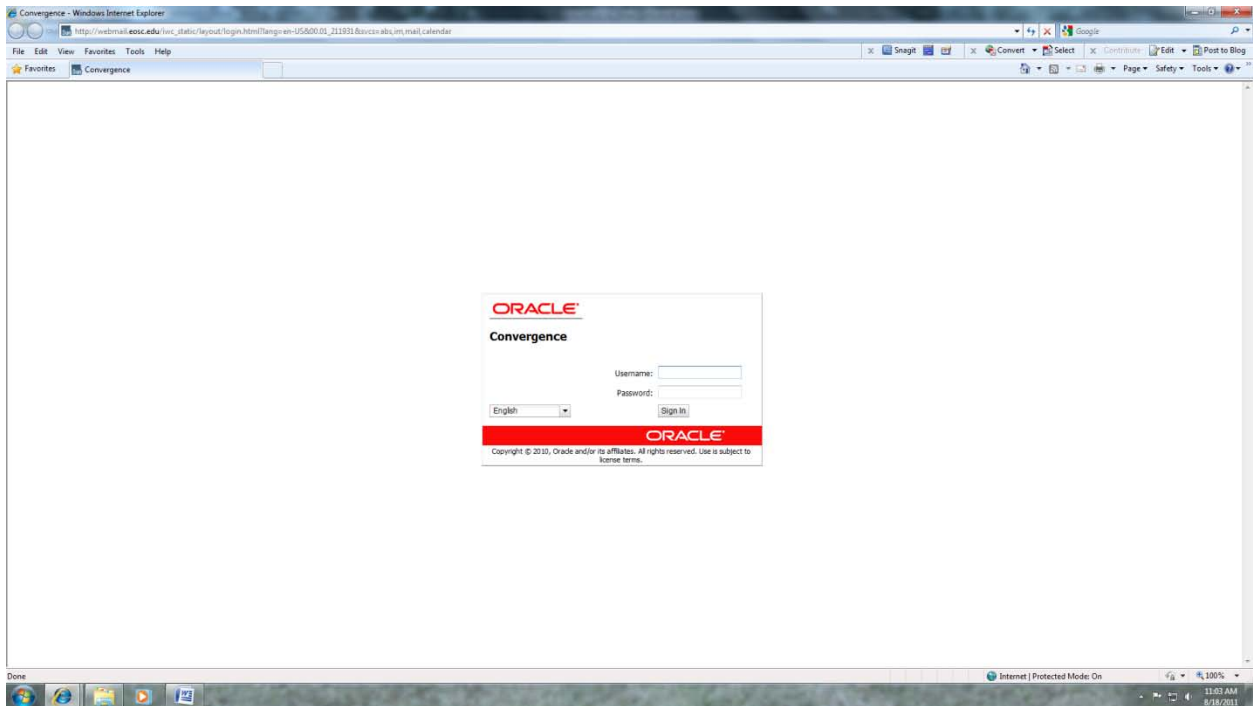 Convergence - Windows Internet Explorer
http://webmail.eosc.edu/iwc_static/layout/login.html?lang=en-US&00.01_211931&svcs=abs,im,mail,calendar
Google
File Edit View Favorites Tools Help
x Snagit x Convert Select x Contribute Edit Post to Blog
Favorites Convergence
Page Safety Tools
ORACLE
Convergence
Username:
Password:
English Sign In
ORACLE
Copyright © 2010, Oracle and/or its affiliates. All rights reserved. Use is subject to
license terms.
Done
Internet | Protected Mode: On
100%
11:03 AM
8/18/2011